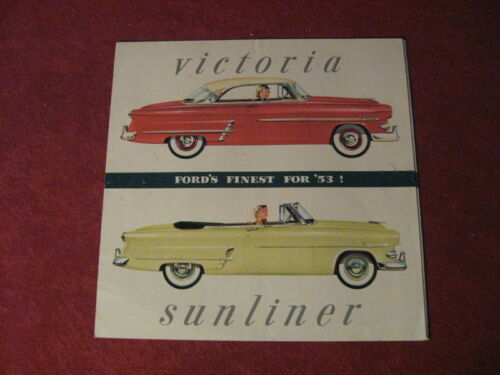 victoria
FORD'S FINEST FOR '53 !
sunliner